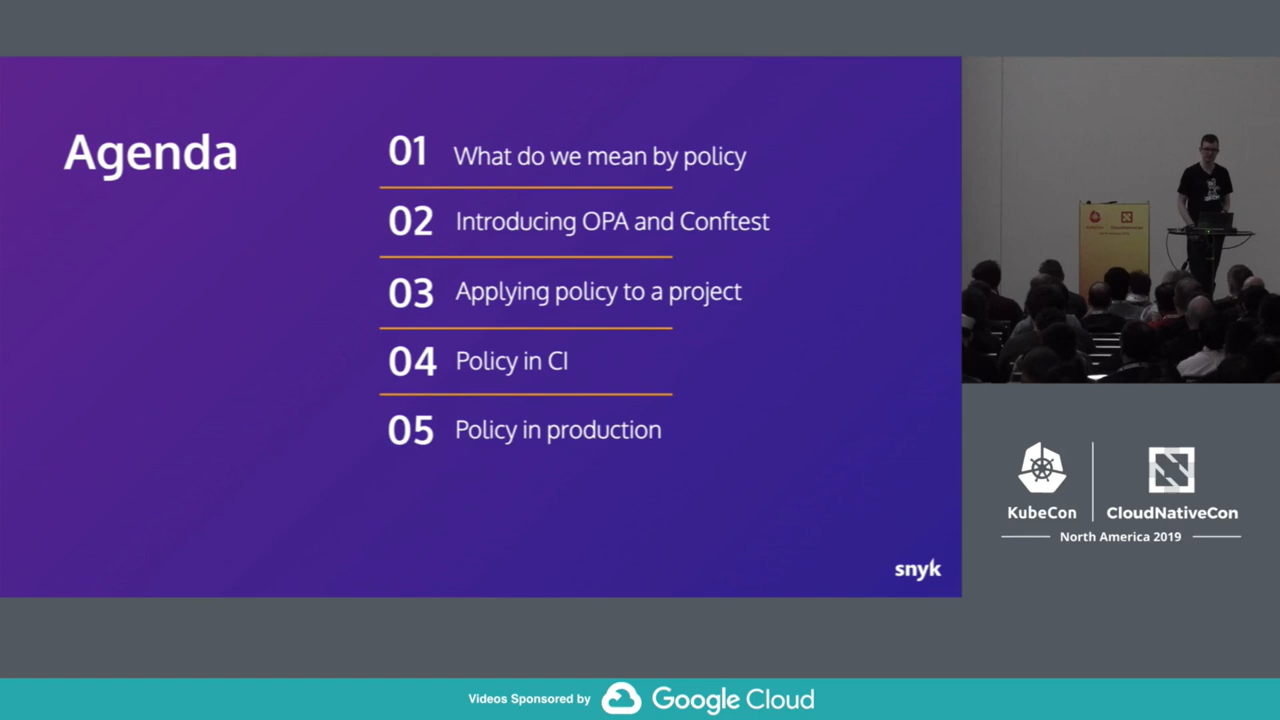 Agenda
01 What do we mean by policy
02 Introducing OPA and Conftest
03 Applying policy to a project
04 Policy in CI
05 Policy in production
snyk
KubeCon
CloudNativeCon
North America 2019
Videos Sponsored by Google Cloud